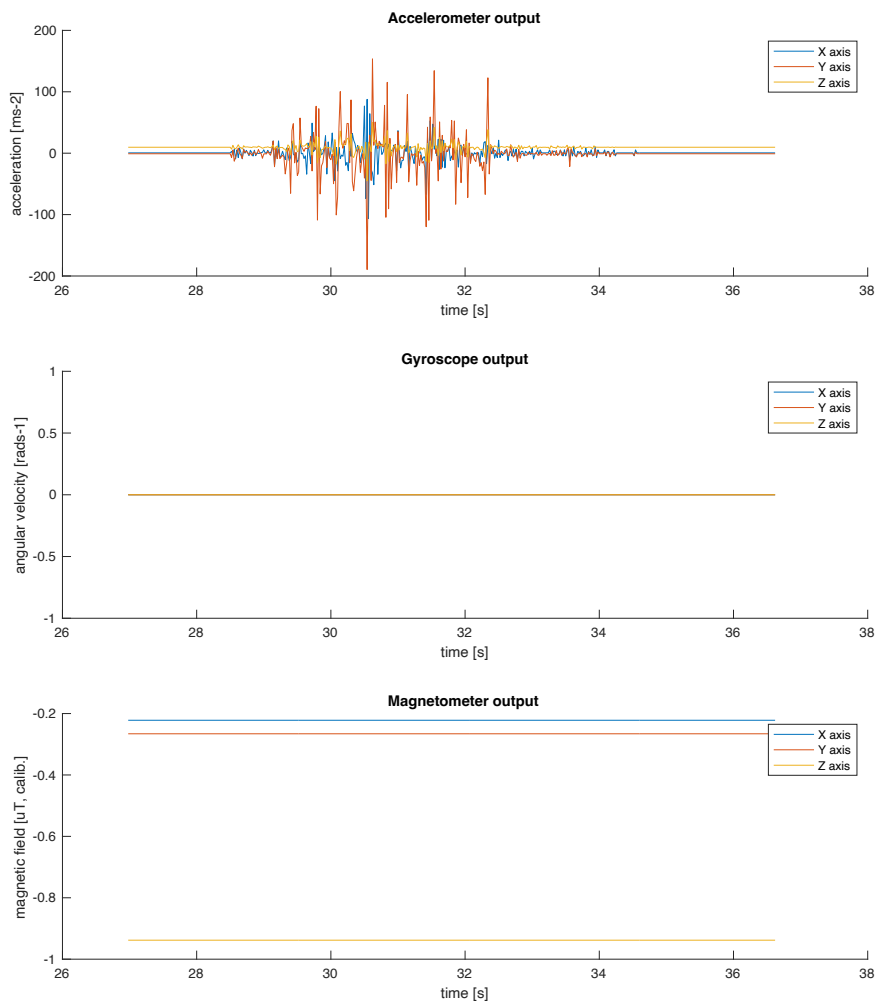 Accelerometer output
200
100
0
-100
-200
acceleration [ms-2]
X axis
Y axis
Z axis
26 28 30 32 34 36 38
time [s]
Gyroscope output
1
0.5
0
-0.5
-1
angular velocity [rads-1]
X axis
Y axis
Z axis
26 28 30 32 34 36 38
time [s]
Magnetometer output
-0.2
-0.4
-0.6
-0.8
-1
magnetic field [uT, calib.]
X axis
Y axis
Z axis
26 28 30 32 34 36 38
time [s]